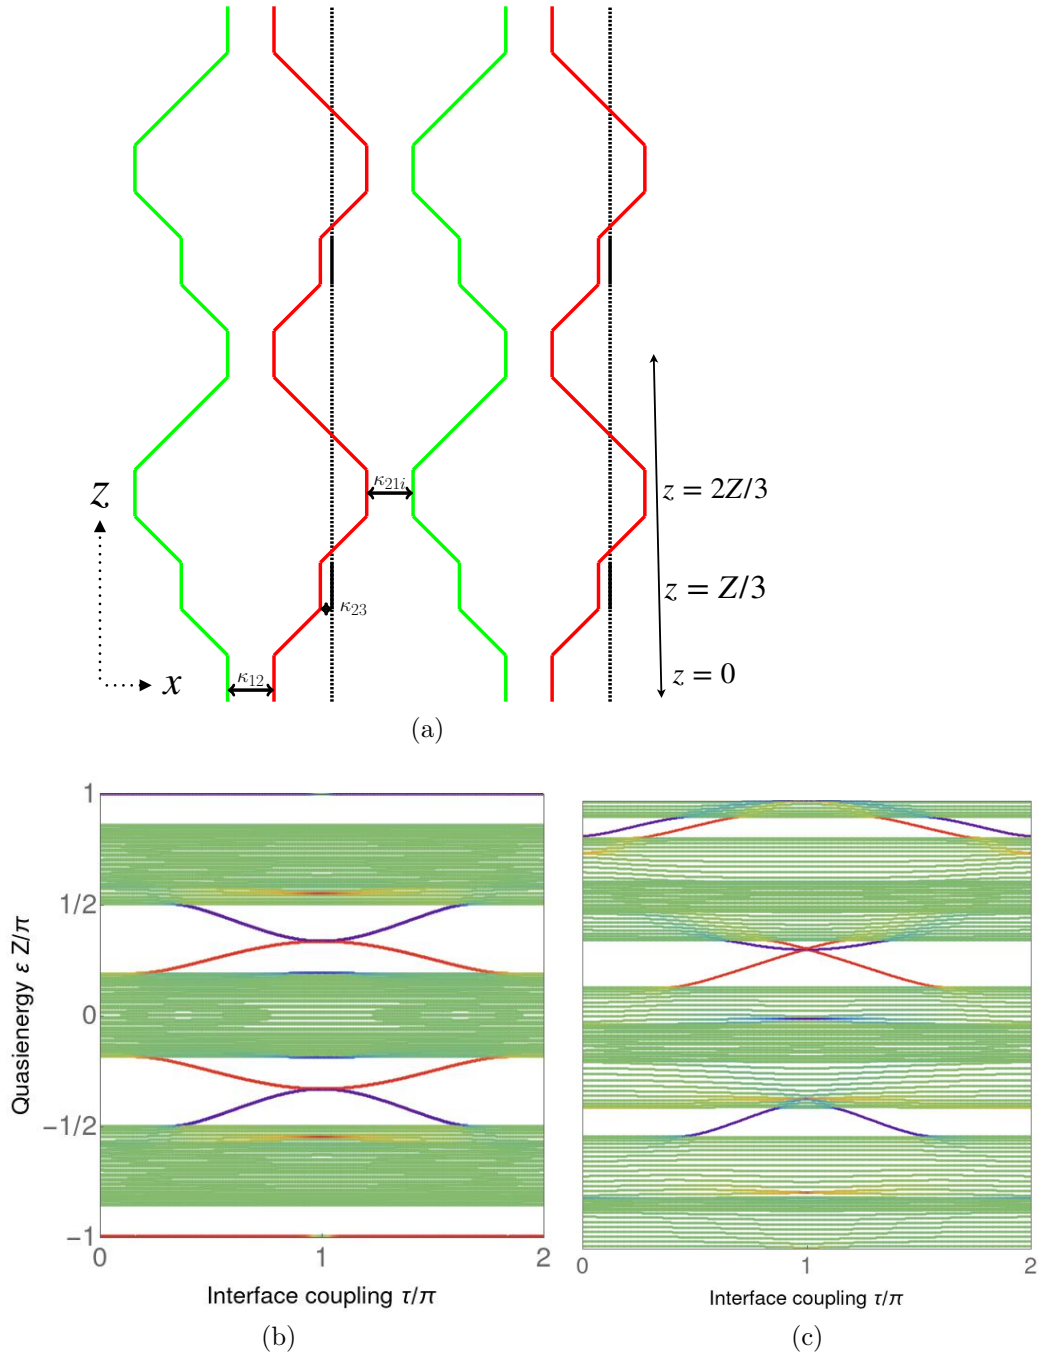 κ21i
z
z = 2Z/3
z = Z/3
κ23
z = 0
κ12
x
(a)
1
1/2
0
−1/2
−1
Quasienergy ε Z/π
0
1
2
Interface coupling τ/π
(b)
0
1
2
Interface coupling τ/π
(c)